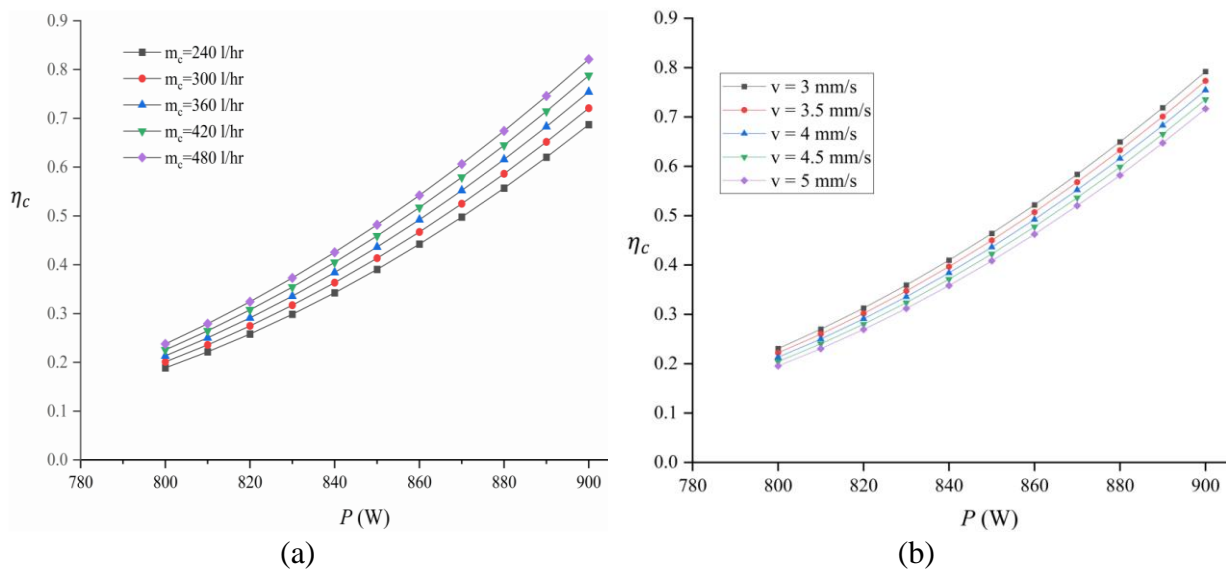 0.9
0.8
0.7
0.6
0.5
0.4
0.3
0.2
0.1
0.0
η_c
m_c=240 l/hr
m_c=300 l/hr
m_c=360 l/hr
m_c=420 l/hr
m_c=480 l/hr
780 800 820 840 860 880 900
P (W)
(a)
0.9
0.8
0.7
0.6
0.5
0.4
0.3
0.2
0.1
0.0
η_c
v = 3 mm/s
v = 3.5 mm/s
v = 4 mm/s
v = 4.5 mm/s
v = 5 mm/s
780 800 820 840 860 880 900
P (W)
(b)